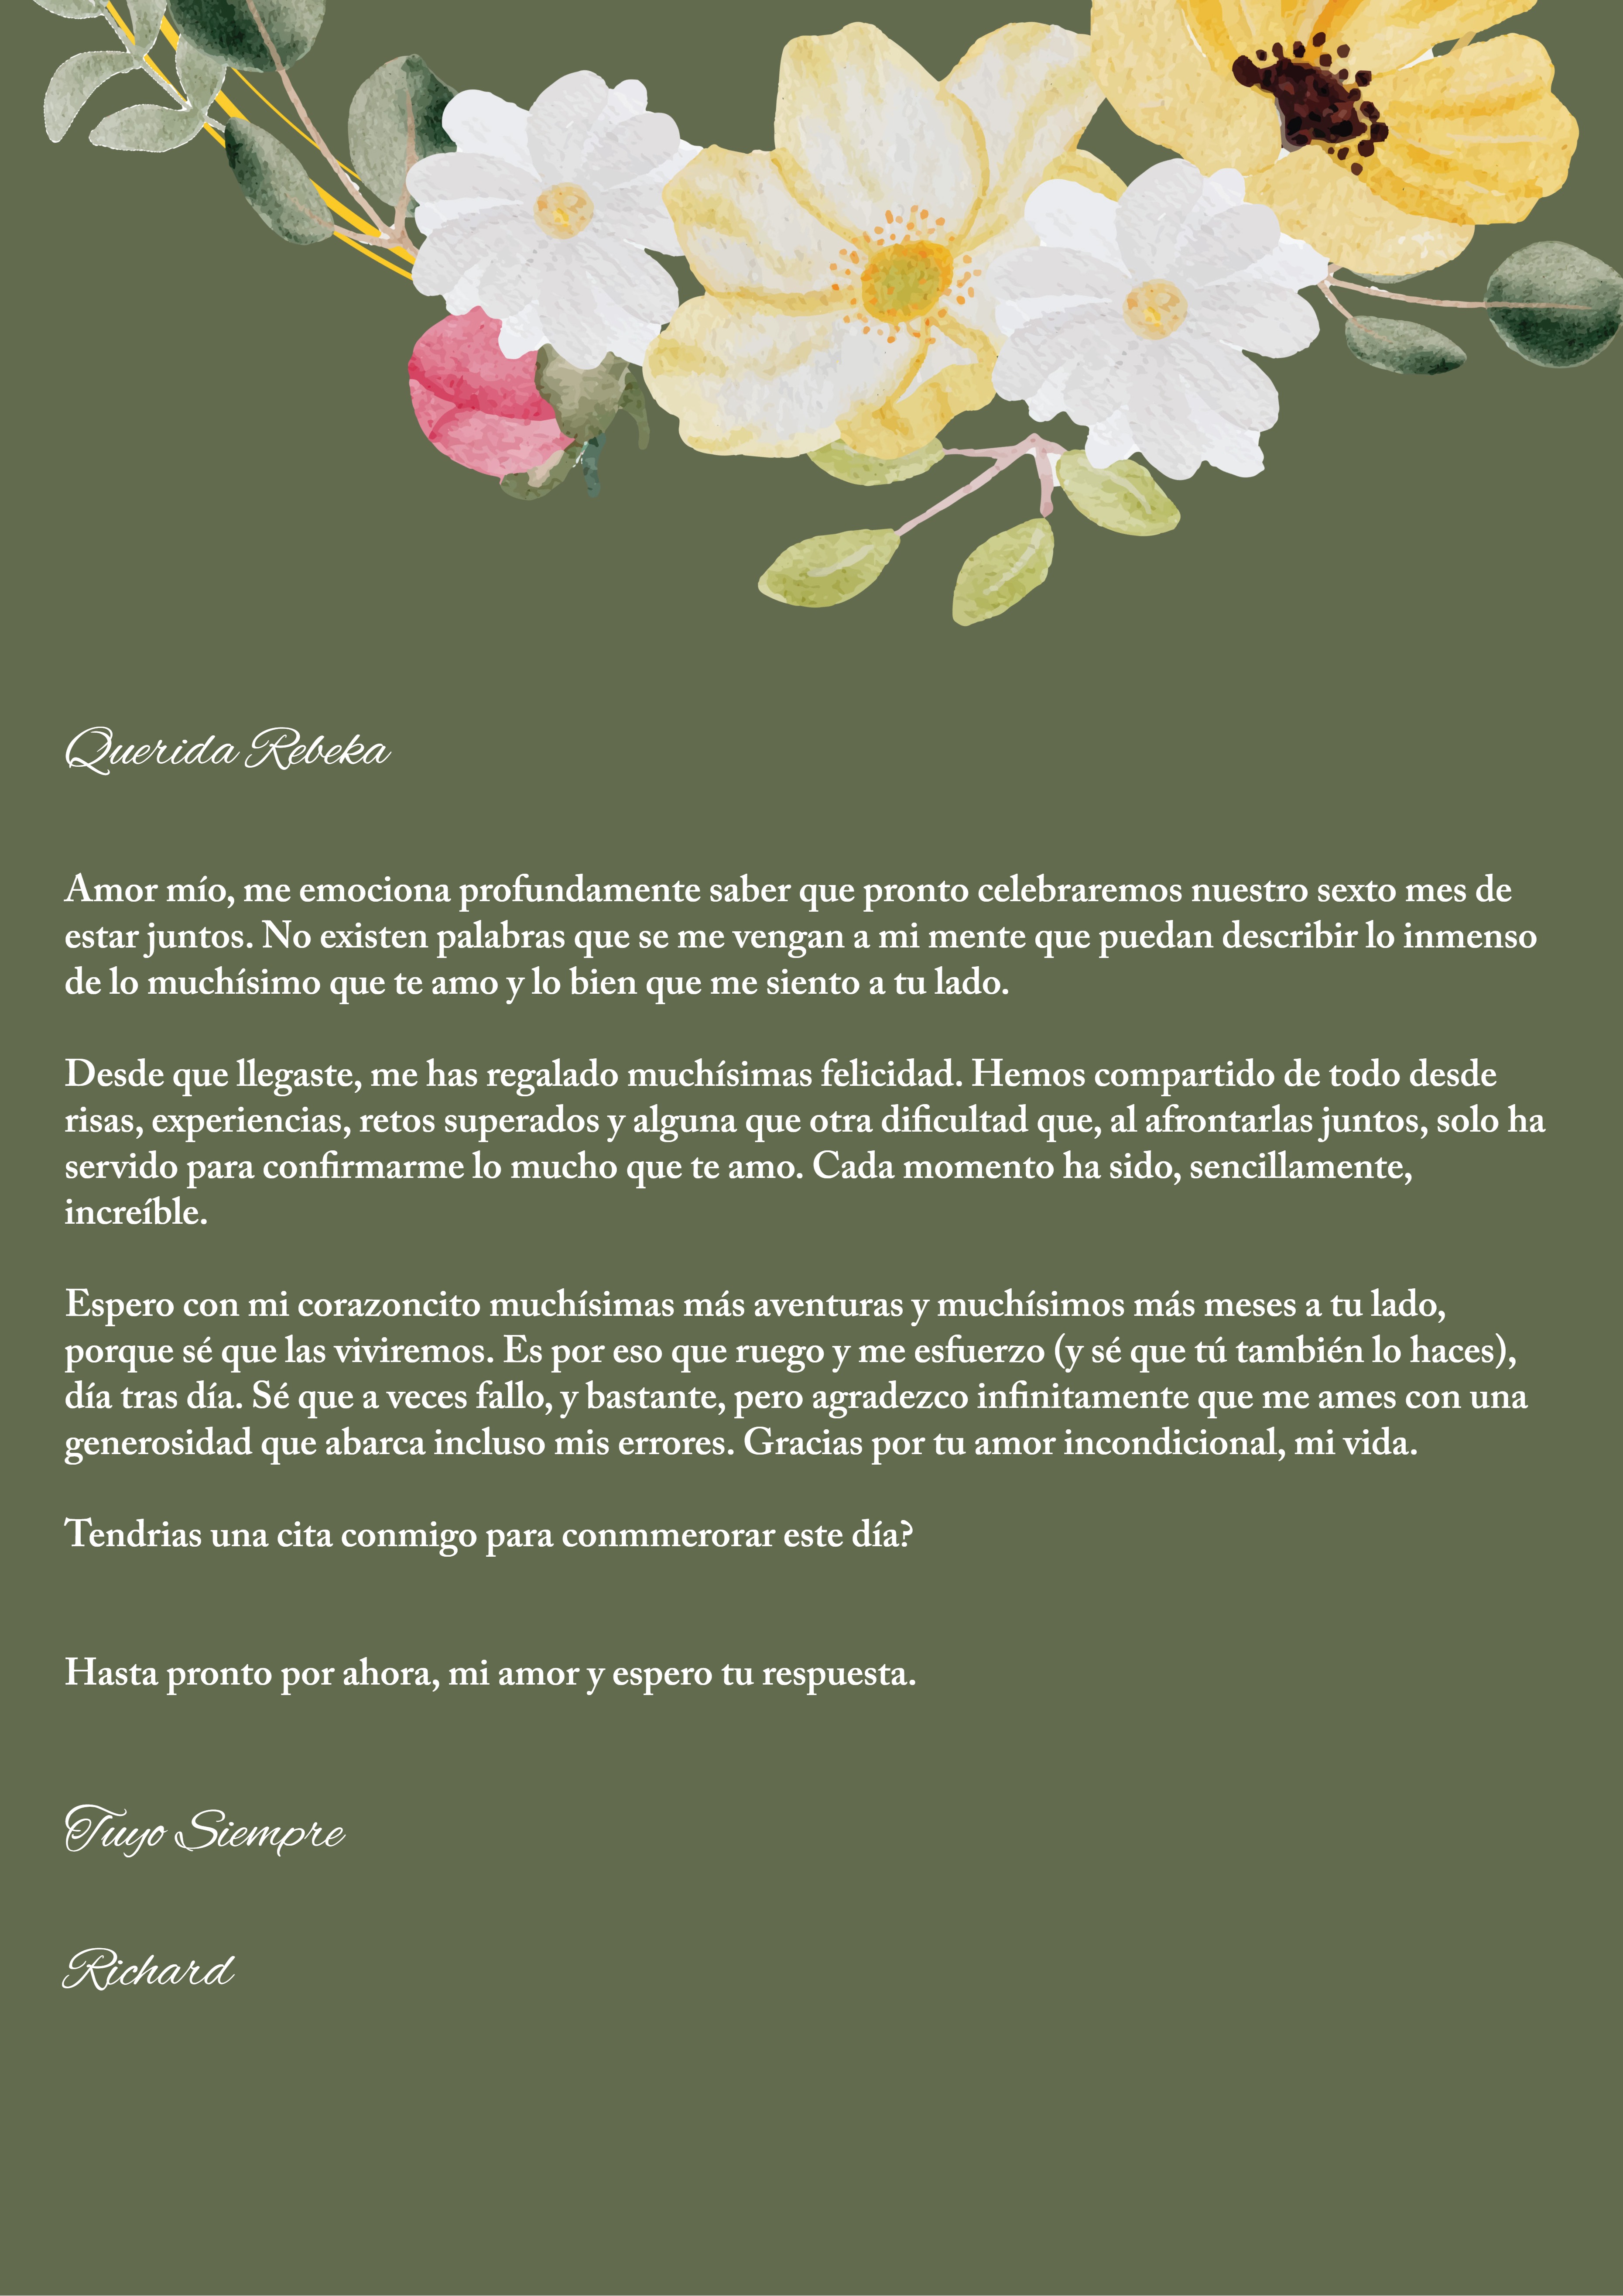 Querida Rebeka
Amor mío, me emociona profundamente saber que pronto celebraremos nuestro sexto mes de
estar juntos. No existen palabras que se me vengan a mi mente que puedan describir lo inmenso
de lo muchísimo que te amo y lo bien que me siento a tu lado.
Desde que llegaste, me has regalado muchísimas felicidad. Hemos compartido de todo desde
risas, experiencias, retos superados y alguna que otra dificultad que, al afrontarlas juntos, solo ha
servido para confirmarme lo mucho que te amo. Cada momento ha sido, sencillamente,
increíble.
Espero con mi corazoncito muchísimas más aventuras y muchísimos más meses a tu lado,
porque sé que las viviremos. Es por eso que ruego y me esfuerzo (y sé que tú también lo haces),
día tras día. Sé que a veces fallo, y bastante, pero agradezco infinitamente que me ames con una
generosidad que abarca incluso mis errores. Gracias por tu amor incondicional, mi vida.
Tendrias una cita conmigo para conmmerorar este día?
Hasta pronto por ahora, mi amor y espero tu respuesta.
Tuyo Siempre
Richard